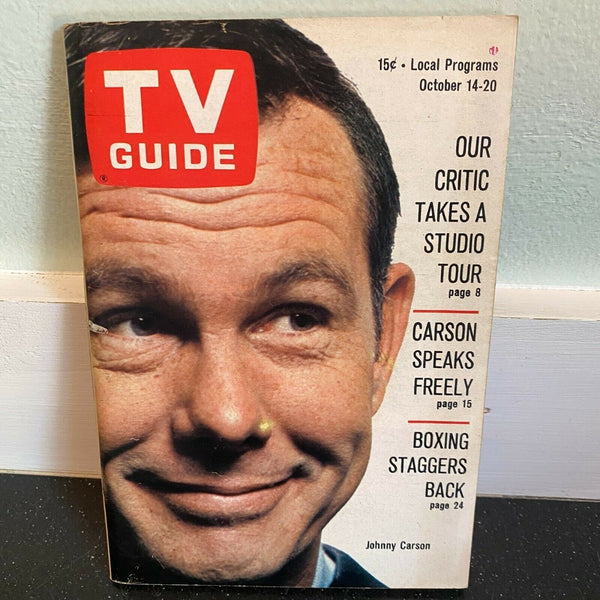 TV
GUIDE
®
15¢ • Local Programs
October 14-20
OUR
CRITIC
TAKES A
STUDIO
TOUR
page 8
CARSON
SPEAKS
FREELY
page 15
BOXING
STAGGERS
BACK
page 24
Johnny Carson